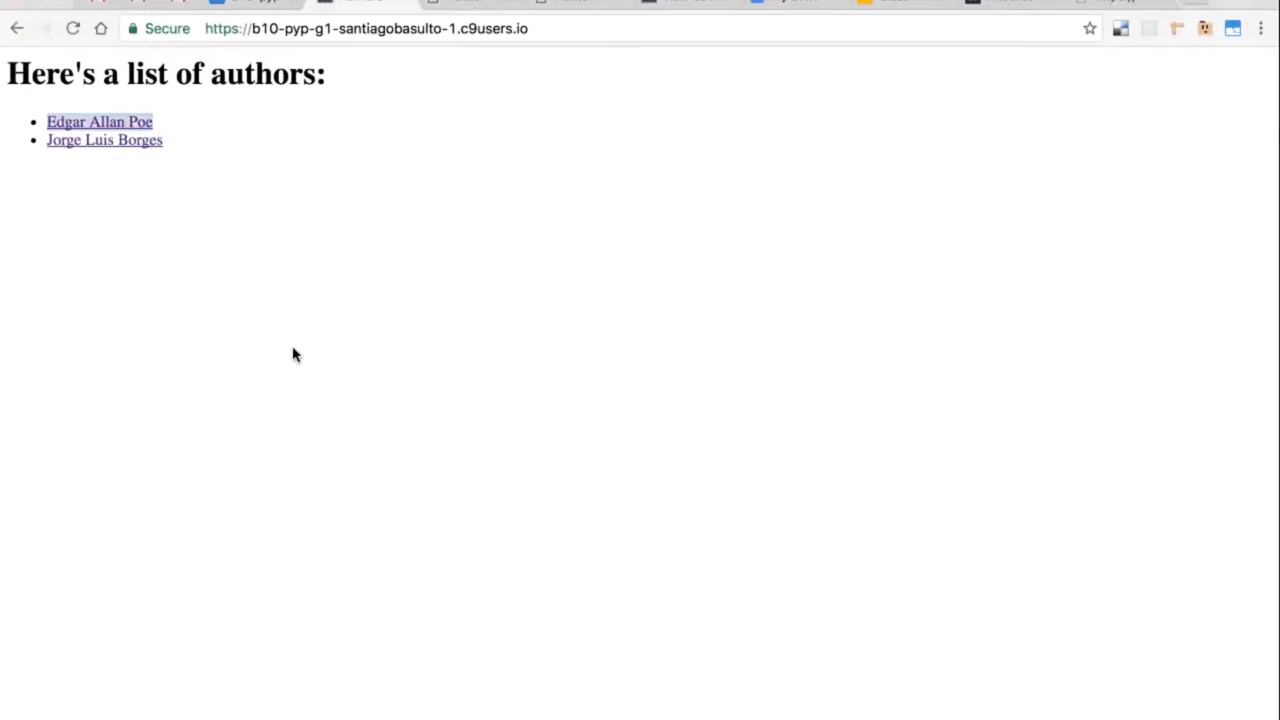 Secure https://b10-pyp-g1-santiagobasulto-1.c9users.io
Here's a list of authors:
Edgar Allan Poe
Jorge Luis Borges